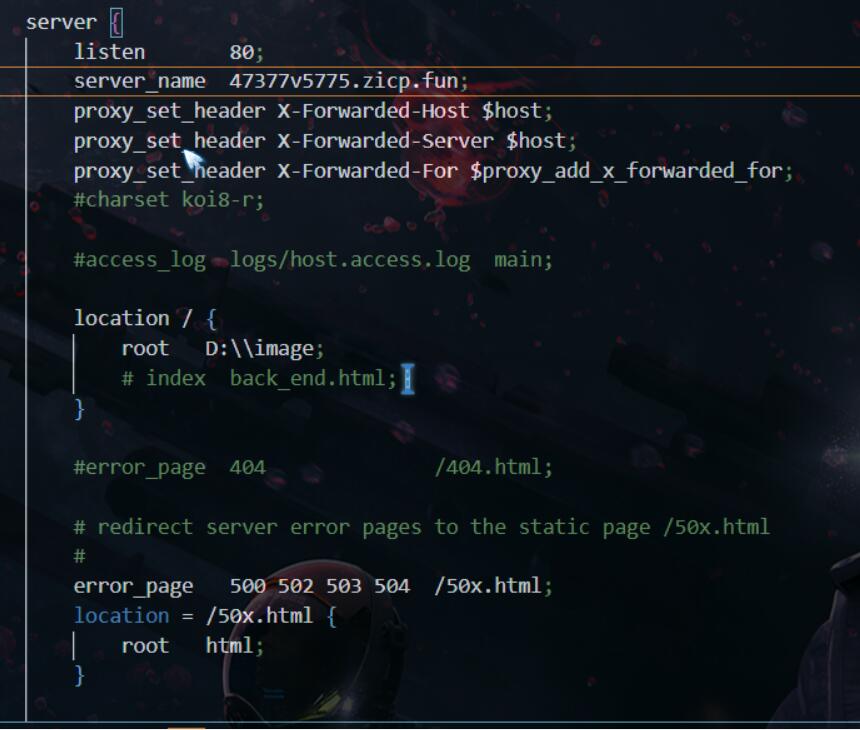 server {
listen 80;
server_name 47377v5775.zicp.fun;
proxy_set_header X-Forwarded-Host $host;
proxy_set_header X-Forwarded-Server $host;
proxy_set_header X-Forwarded-For $proxy_add_x_forwarded_for;
#charset koi8-r;
#access_log logs/host.access.log main;
location / {
root D:\\image;
# index back_end.html;
}
#error_page 404 /404.html;
# redirect server error pages to the static page /50x.html
#
error_page 500 502 503 504 /50x.html;
location = /50x.html {
root html;
}